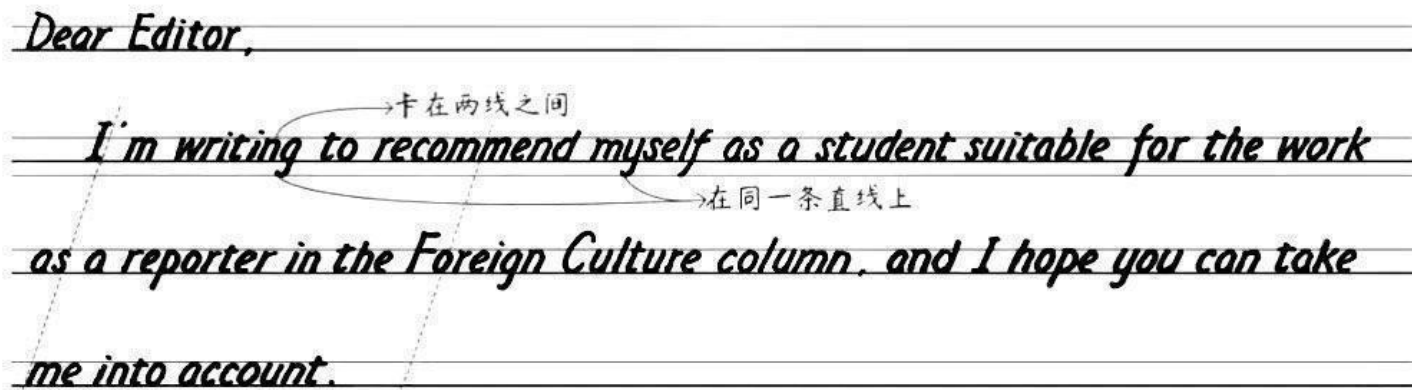 Dear Editor,
卡在两线之间
I'm writing to recommend myself as a student suitable for the work
在同一条直线上
as a reporter in the Foreign Culture column, and I hope you can take
me into account.